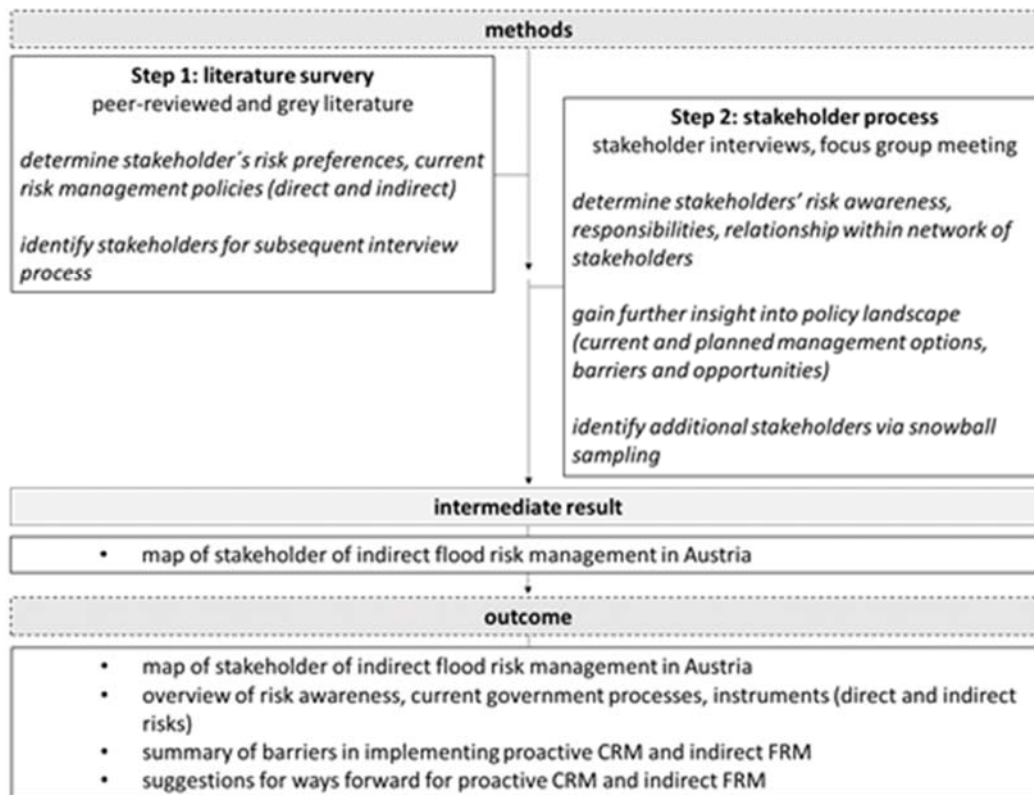 methods
Step 1: literature survery
peer-reviewed and grey literature
determine stakeholder´s risk preferences, current
risk management policies (direct and indirect)
identify stakeholders for subsequent interview
process
Step 2: stakeholder process
stakeholder interviews, focus group meeting
determine stakeholders’ risk awareness,
responsibilities, relationship within network of
stakeholders
gain further insight into policy landscape
(current and planned management options,
barriers and opportunities)
identify additional stakeholders via snowball
sampling
intermediate result
• map of stakeholder of indirect flood risk management in Austria
outcome
• map of stakeholder of indirect flood risk management in Austria
• overview of risk awareness, current government processes, instruments (direct and indirect
risks)
• summary of barriers in implementing proactive CRM and indirect FRM
• suggestions for ways forward for proactive CRM and indirect FRM